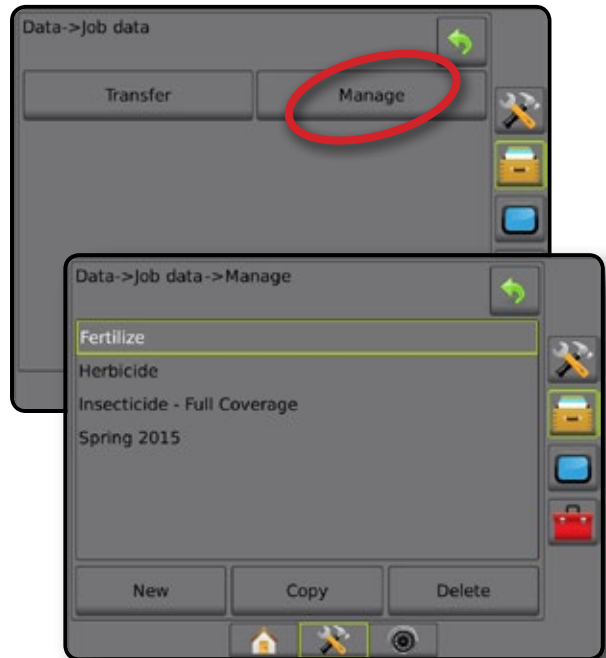 Data->Job data
Transfer
Manage
Data->Job data->Manage
Fertilize
Herbicide
Insecticide - Full Coverage
Spring 2015
New
Copy
Delete